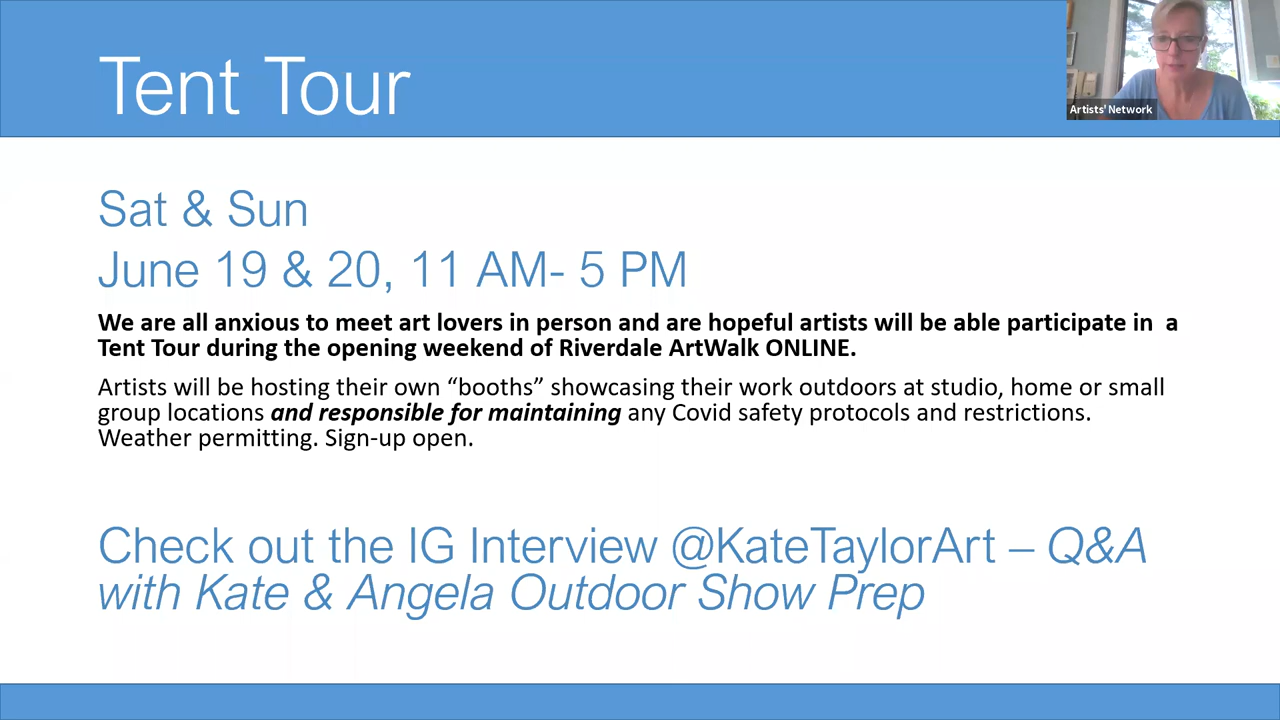 Tent Tour
Artists' Network
Sat & Sun
June 19 & 20, 11 AM- 5 PM
We are all anxious to meet art lovers in person and are hopeful artists will be able participate in  a
Tent Tour during the opening weekend of Riverdale ArtWalk ONLINE.
Artists will be hosting their own “booths” showcasing their work outdoors at studio, home or small
group locations and responsible for maintaining any Covid safety protocols and restrictions.
Weather permitting. Sign-up open.
Check out the IG Interview @KateTaylorArt – Q&A
with Kate & Angela Outdoor Show Prep